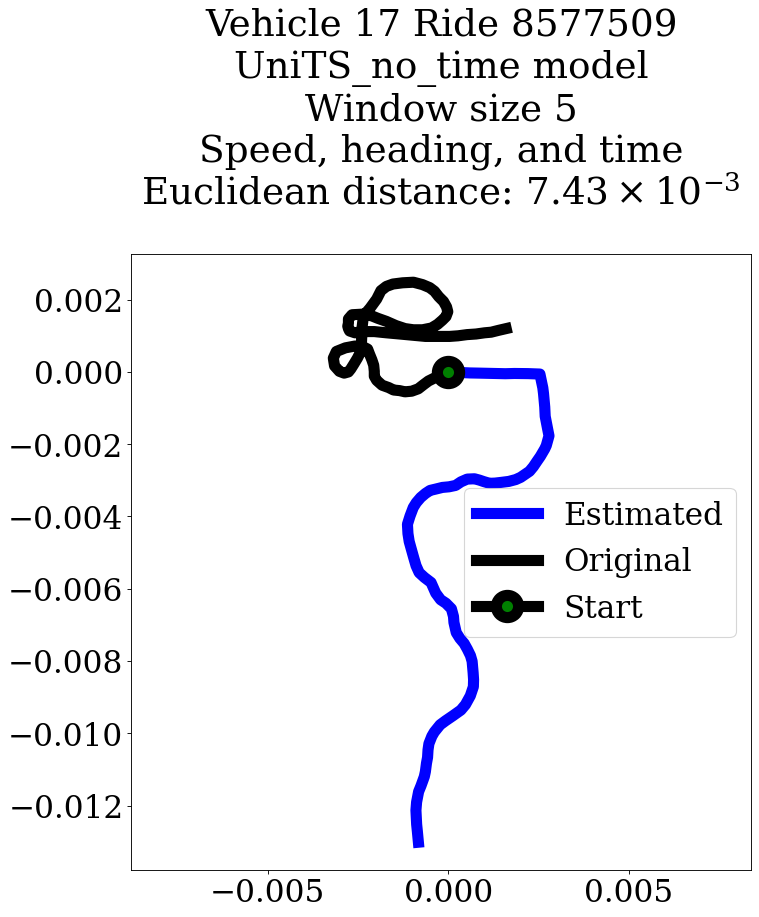 Vehicle 17 Ride 8577509
UniTS_no_time model
Window size 5
Speed, heading, and time
Euclidean distance: 7.43 × 10⁻³
0.002
0.000
−0.002
−0.004
−0.006
−0.008
−0.010
−0.012
Estimated
Original
Start
−0.005 0.000 0.005